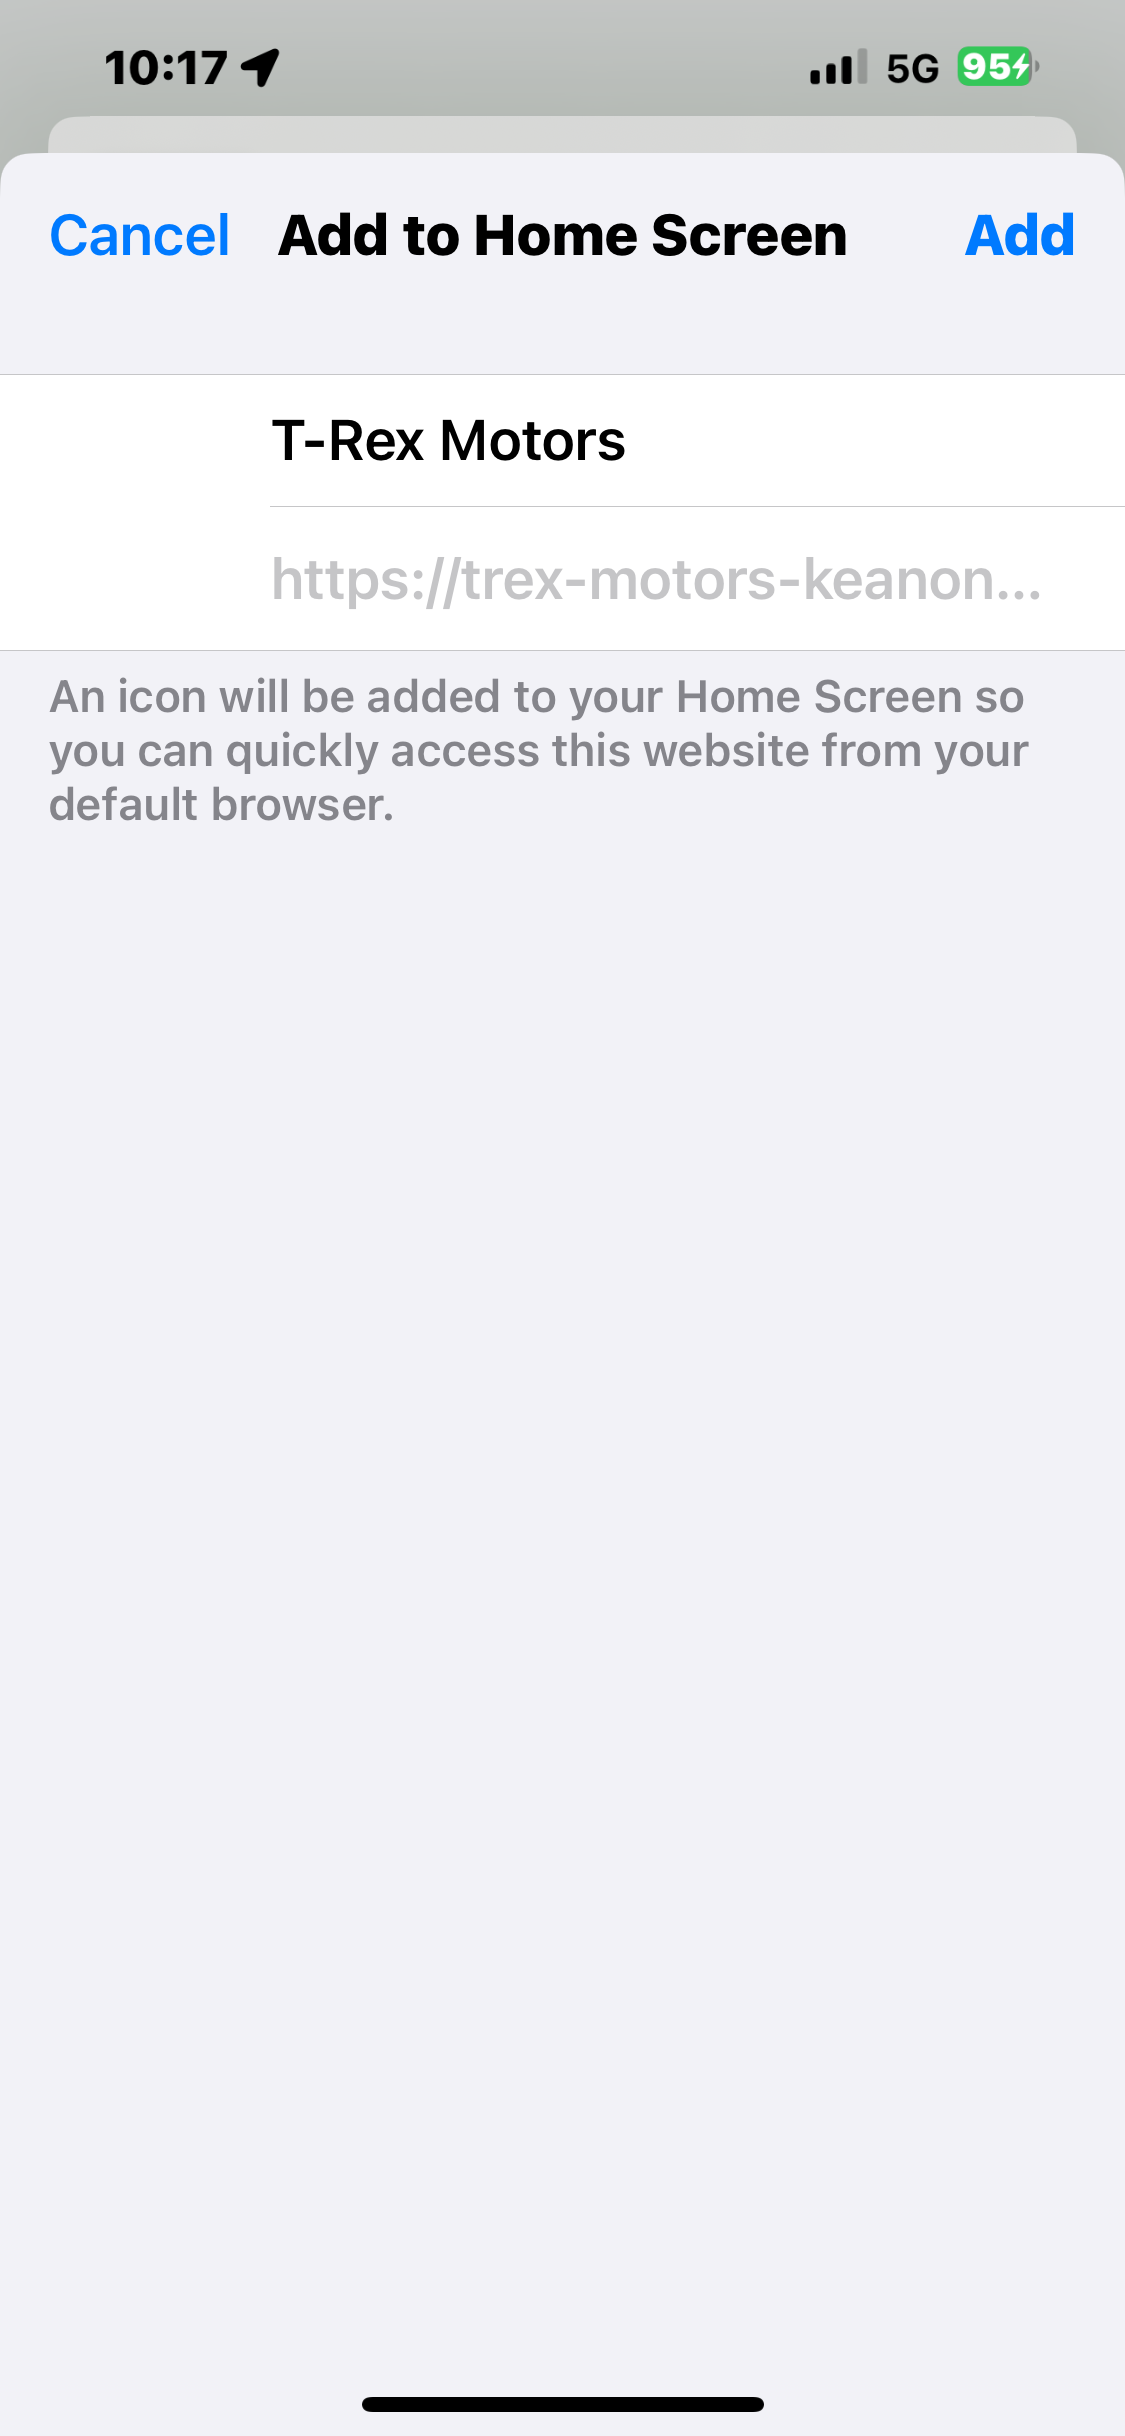 10:17 5G 95
Cancel Add to Home Screen Add
T-Rex Motors
https://trex-motors-keanon...
An icon will be added to your Home Screen so
you can quickly access this website from your
default browser.